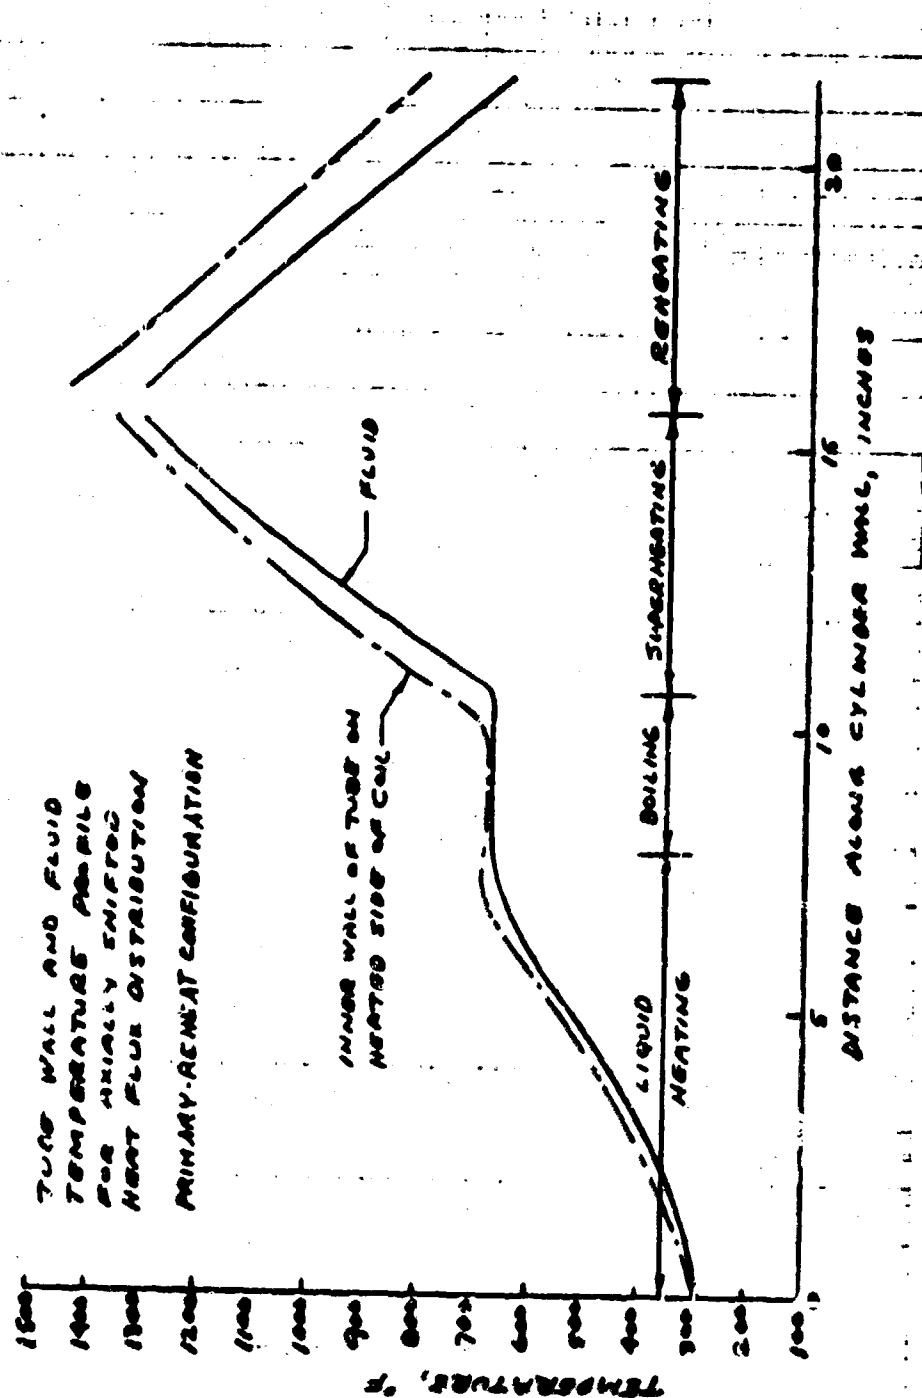 TUBE WALL AND FLUID
TEMPERATURE PROFILE
FOR AXIALLY SHIFTED
HEAT FLUX DISTRIBUTION
PRIMARY-REHEAT CONFIGURATION
INNER WALL OF TUBE ON
HEATED SIDE OF COIL
FLUID
LIQUID
HEATING
BOILING
SUPERHEATING
REHEATING
TEMPERATURE, °F
1500
1400
1300
1200
1100
1000
900
800
700
600
500
400
300
200
100
5
10
15
20
DISTANCE ALONG CYLINDER WALL, INCHES